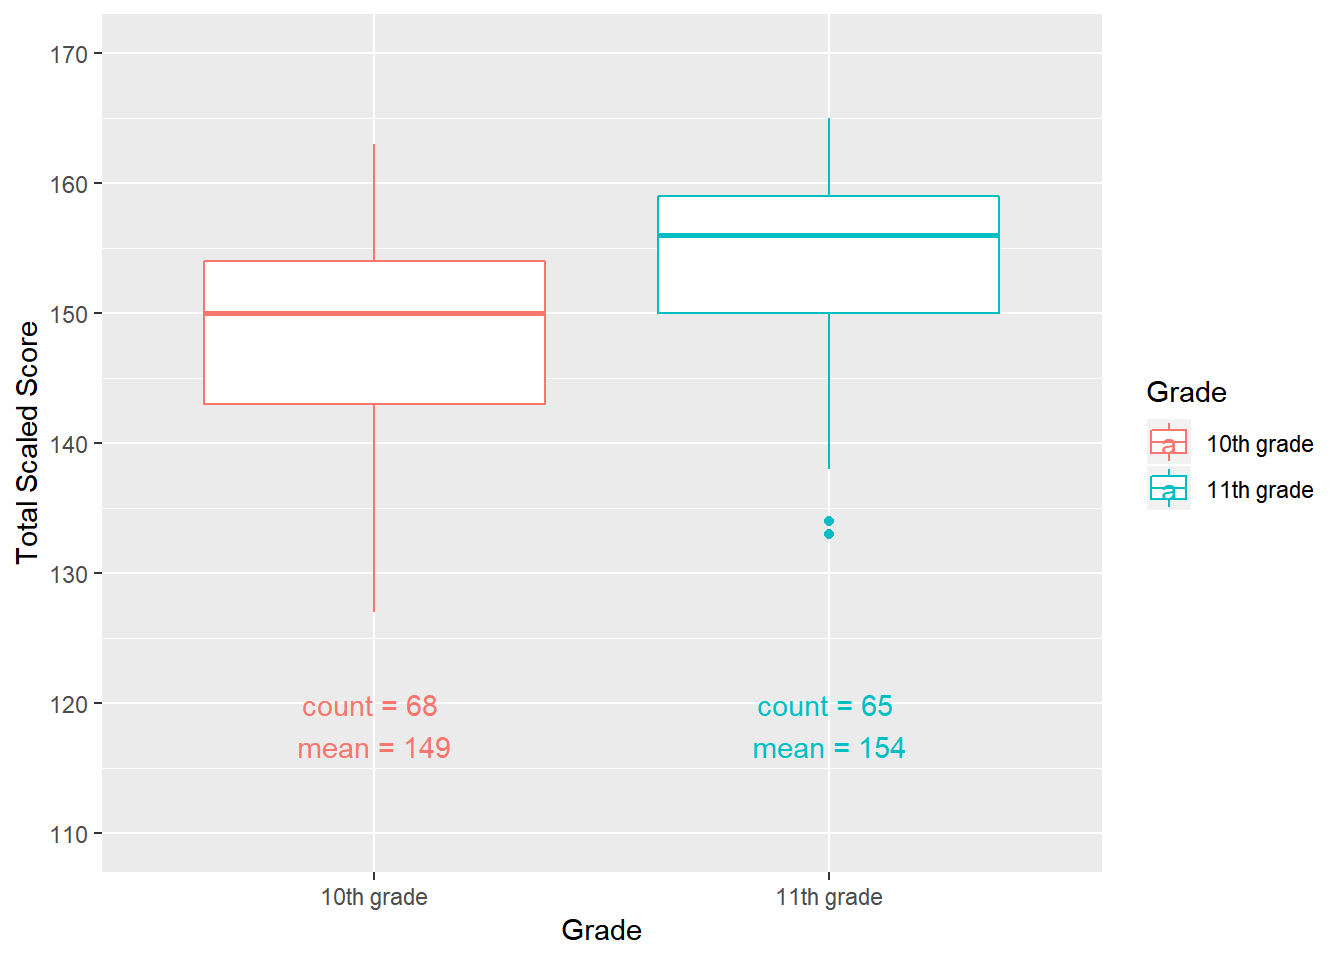 170
160
150
140
130
120
110
Total Scaled Score
count = 68
mean = 149
count = 65
mean = 154
10th grade
11th grade
Grade
Grade
a 10th grade
a 11th grade